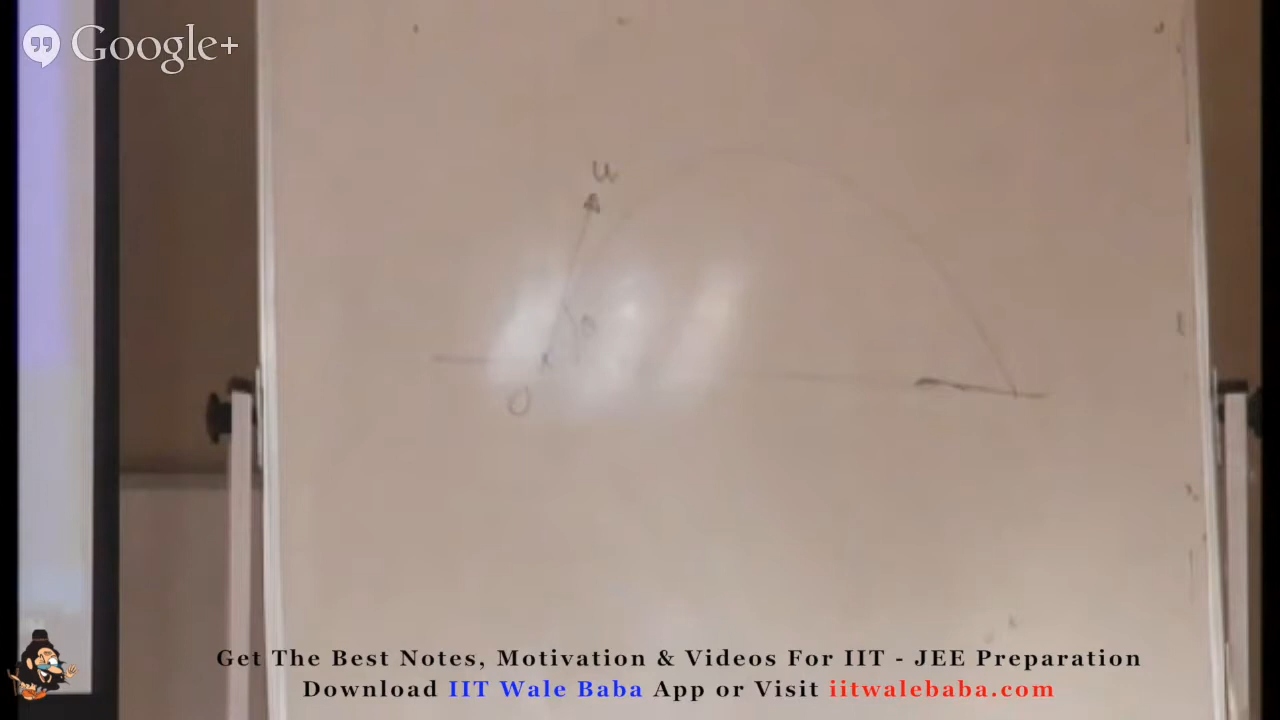 Google+
u
θ
O
Get The Best Notes, Motivation & Videos For IIT - JEE Preparation
Download IIT Wale Baba App or Visit iitwalebaba.com